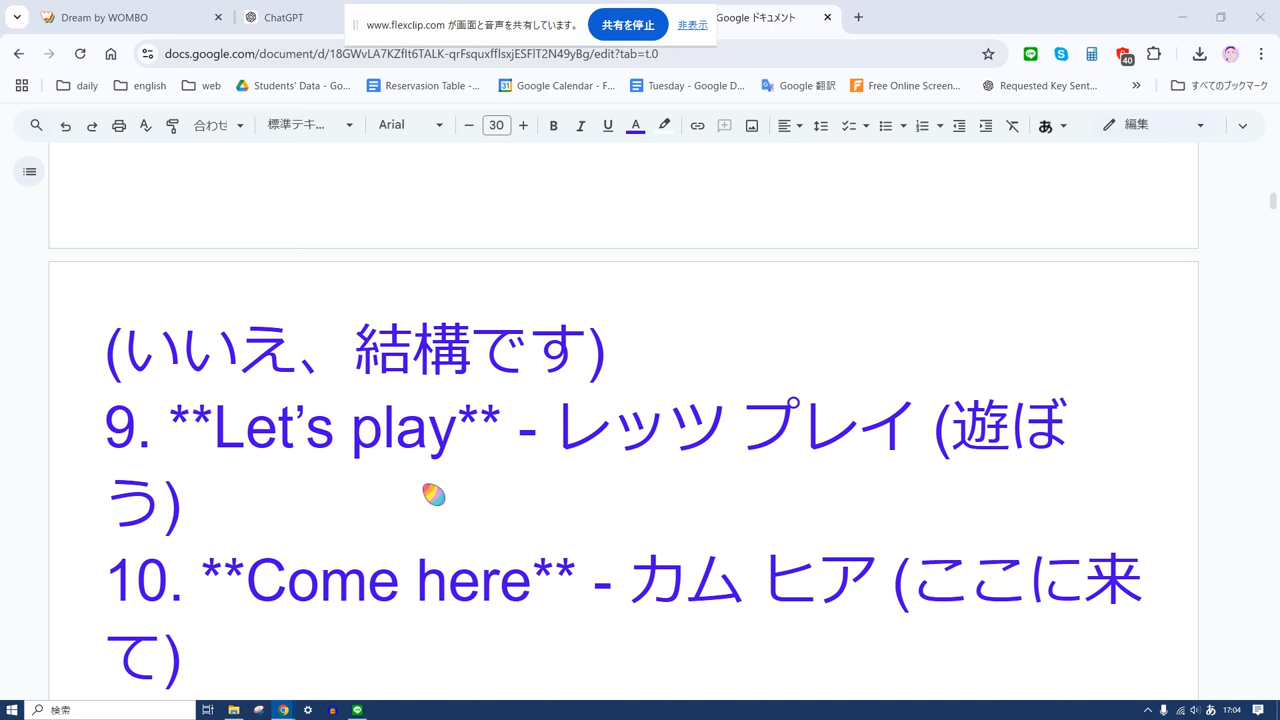 Dream by WOMBO
ChatGPT
www.flexclip.com が画面と音声を共有しています。
共有を停止
非表示
Google ドキュメント
docs.google.com/document/d/18GWvLA7KZflt6TALK-qrFsquxfflsxjESFlT2N49yBg/edit?tab=t.0
40
daily
english
web
Students' Data - Go...
Reservasion Table -...
Google Calendar - F...
Tuesday - Google D...
Google 翻訳
Free Online Screen...
Requested Key Sent...
すべてのブックマーク
合わせ
標準テキ...
Arial
30
B
I
U
A
あ
編集
(いいえ、結構です)
9. **Let’s play** - レッツ プレイ (遊ぼ
う)
10. **Come here** - カム ヒア (ここに来
て)
検索
あ
17:04